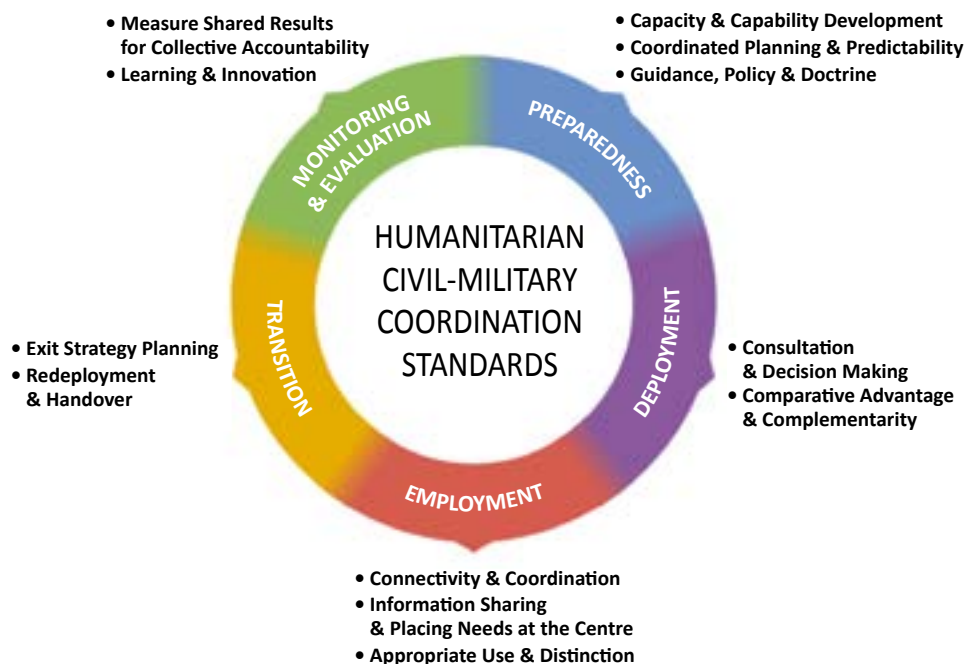 • Measure Shared Results
for Collective Accountability
• Learning & Innovation
• Capacity & Capability Development
• Coordinated Planning & Predictability
• Guidance, Policy & Doctrine
MONITORING
& EVALUATION
PREPAREDNESS
HUMANITARIAN
CIVIL-MILITARY
COORDINATION
STANDARDS
TRANSITION
DEPLOYMENT
• Exit Strategy Planning
• Redeployment
& Handover
• Consultation
& Decision Making
• Comparative Advantage
& Complementarity
EMPLOYMENT
• Connectivity & Coordination
• Information Sharing
& Placing Needs at the Centre
• Appropriate Use & Distinction